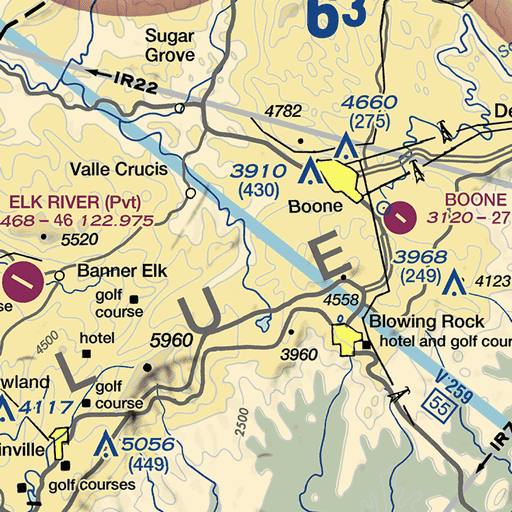 6³
Sugar
Grove
IR22
4782
4660
(275)
De
Valle Crucis
3910
(430)
ELK RIVER (Pvt)
468 - 46 122.975
5520
Boone
BOONE
3120 - 27
E
3968
(249)
4123
Banner Elk
golf
course
4558
U
Blowing Rock
hotel and golf cour
4500
hotel
5960
3960
L
V 259
55
wland
4117
golf
course
2500
inville
5056
(449)
golf courses
IR7